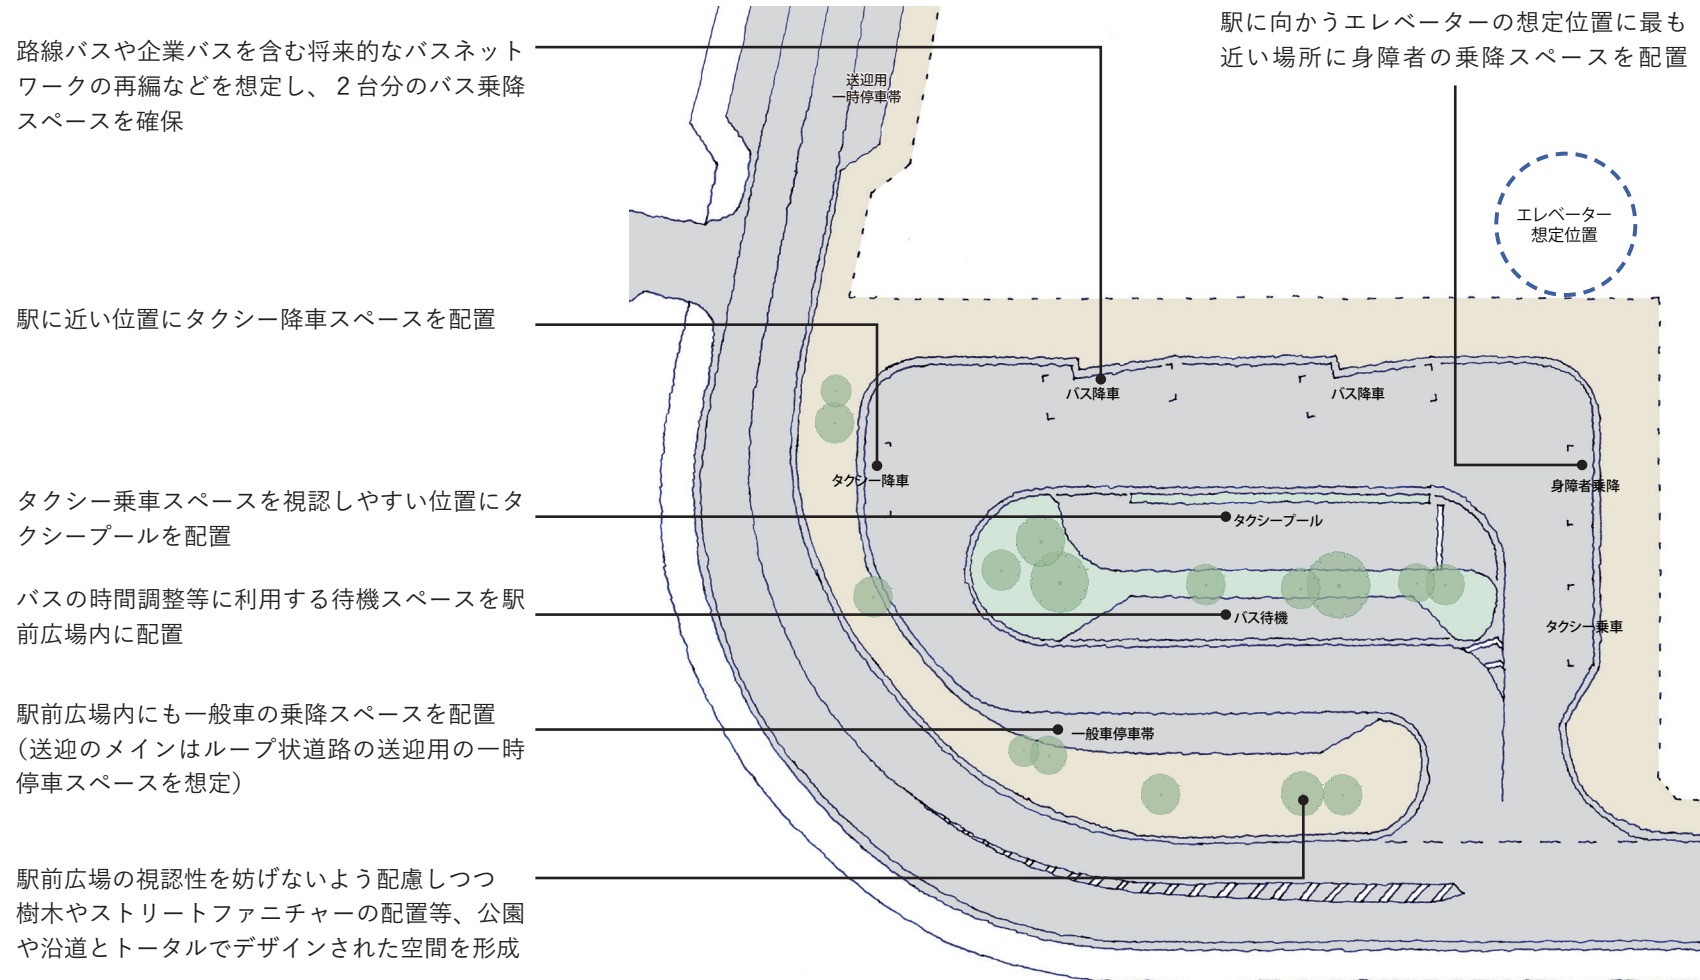 路線バスや企業バスを含む将来的なバスネット
ワークの再編などを想定し、２台分のバス乗降
スペースを確保
駅に近い位置にタクシー降車スペースを配置
タクシー乗車スペースを視認しやすい位置にタ
クシープールを配置
バスの時間調整等に利用する待機スペースを駅
前広場内に配置
駅前広場内にも一般車の乗降スペースを配置
（送迎のメインはループ状道路の送迎用の一時
停車スペースを想定）
駅前広場の視認性を妨げないよう配慮しつつ
樹木やストリートファニチャーの配置等、公園
や沿道とトータルでデザインされた空間を形成
駅に向かうエレベーターの想定位置に最も
近い場所に身障者の乗降スペースを配置
送迎用
一時停車帯
エレベーター
想定位置
バス降車
バス降車
タクシー降車
身障者乗降
タクシープール
バス待機
タクシー乗車
一般車停車帯